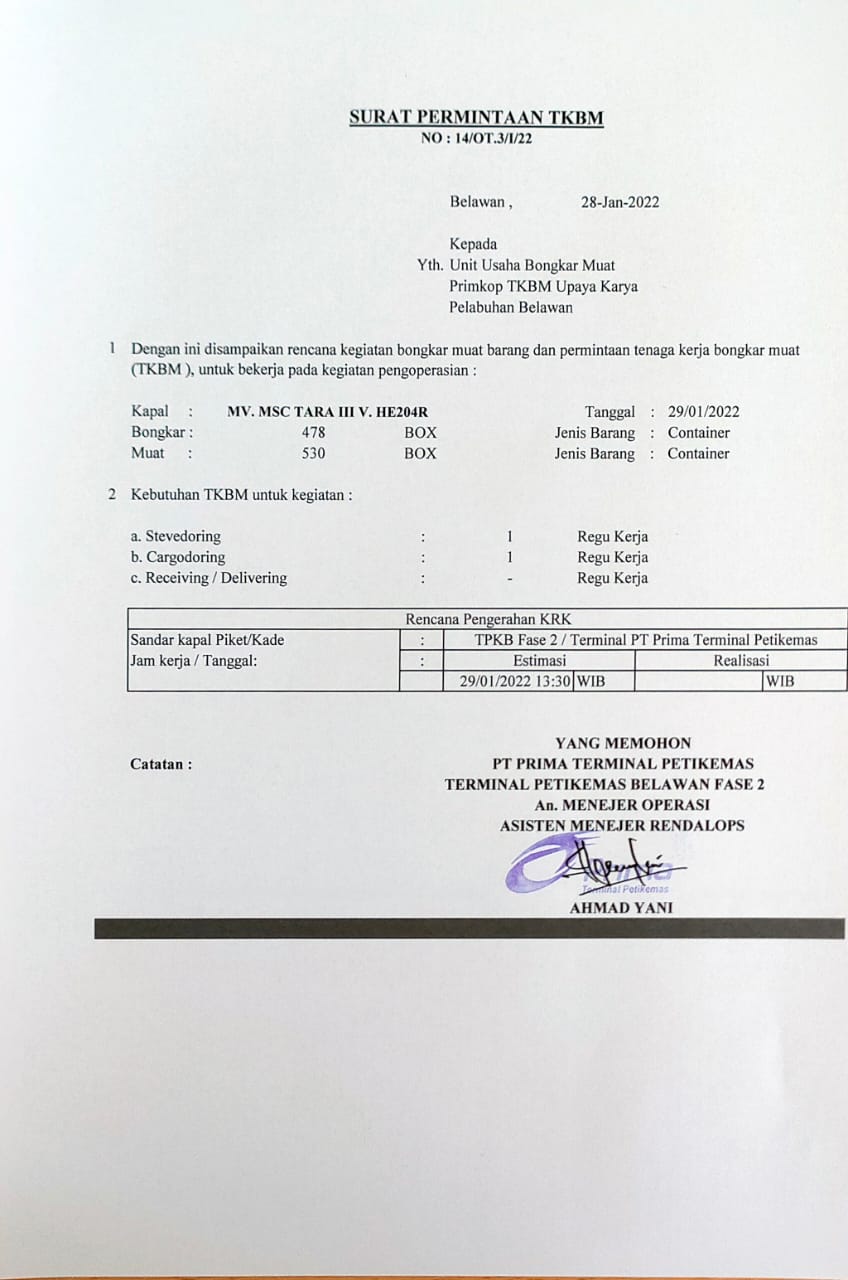 SURAT PERMINTAAN TKBM
NO : 14/OT.3/I/22
Belawan , 28-Jan-2022
Kepada
Yth. Unit Usaha Bongkar Muat
Primkop TKBM Upaya Karya
Pelabuhan Belawan
1 Dengan ini disampaikan rencana kegiatan bongkar muat barang dan permintaan tenaga kerja bongkar muat
(TKBM ), untuk bekerja pada kegiatan pengoperasian :
Kapal : MV. MSC TARA III V. HE204R Tanggal : 29/01/2022
Bongkar : 478 BOX Jenis Barang : Container
Muat : 530 BOX Jenis Barang : Container
2 Kebutuhan TKBM untuk kegiatan :
a. Stevedoring : 1 Regu Kerja
b. Cargodoring : 1 Regu Kerja
c. Receiving / Delivering : - Regu Kerja
Rencana Pengerahan KRK
Sandar kapal Piket/Kade : TPKB Fase 2 / Terminal PT Prima Terminal Petikemas
Jam kerja / Tanggal: : Estimasi Realisasi
29/01/2022 13:30 WIB WIB
YANG MEMOHON
Catatan : PT PRIMA TERMINAL PETIKEMAS
TERMINAL PETIKEMAS BELAWAN FASE 2
An. MENEJER OPERASI
ASISTEN MENEJER RENDALOPS
Terminal Petikemas
AHMAD YANI